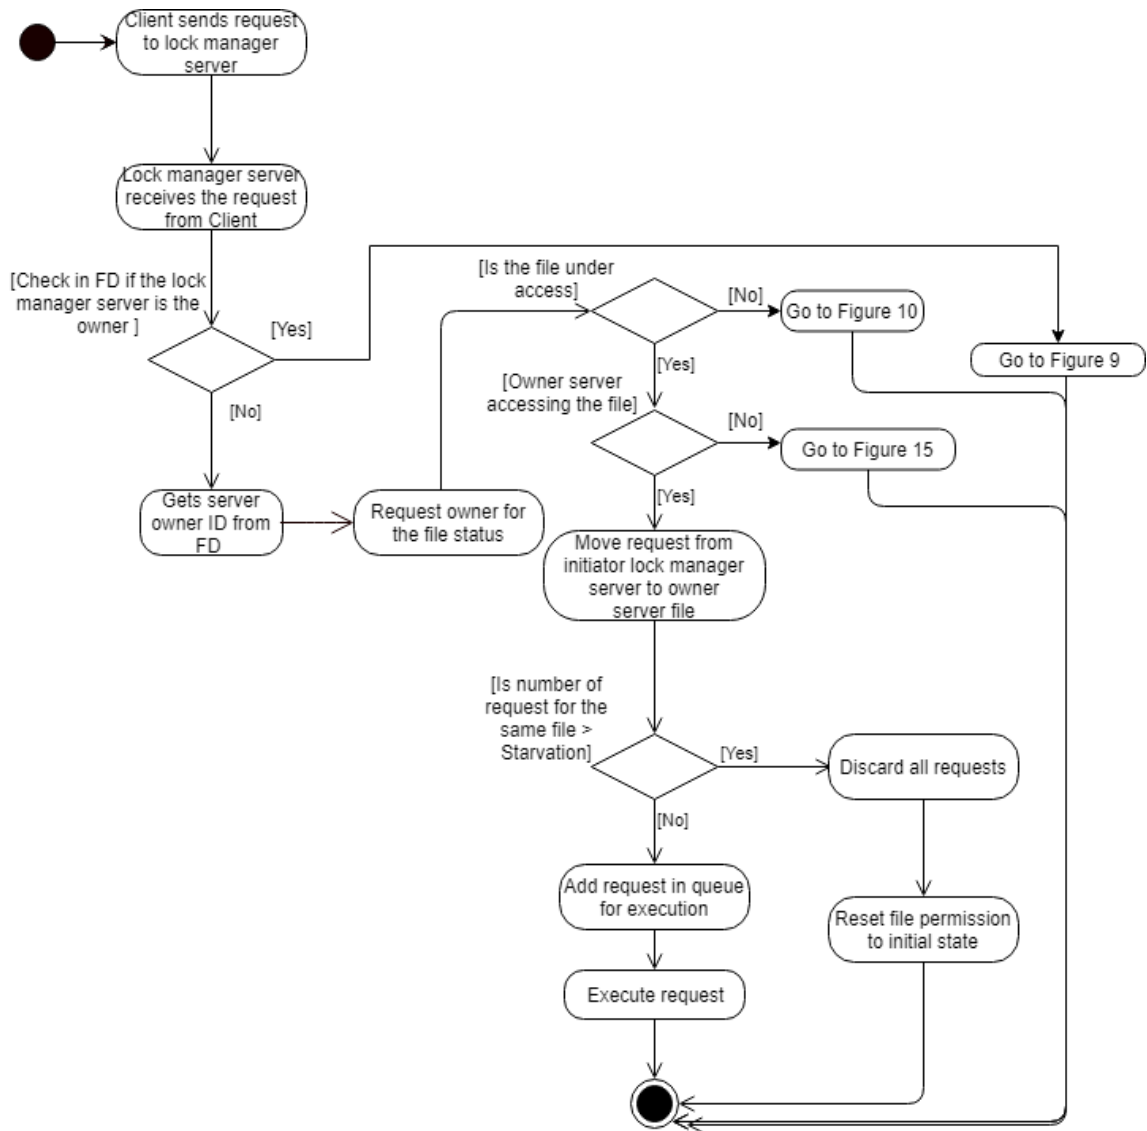 Client sends request
to lock manager
server
Lock manager server
receives the request
from Client
[Check in FD if the lock
manager server is the
owner ]
[Yes]
[No]
Gets server
owner ID from
FD
Request owner for
the file status
[Is the file under
access]
[No]
Go to Figure 10
Go to Figure 9
[Yes]
[Owner server
accessing the file]
[No]
Go to Figure 15
[Yes]
Move request from
initiator lock manager
server to owner
server file
[Is number of
request for the
same file >
Starvation]
[Yes]
Discard all requests
[No]
Add request in queue
for execution
Reset file permission
to initial state
Execute request